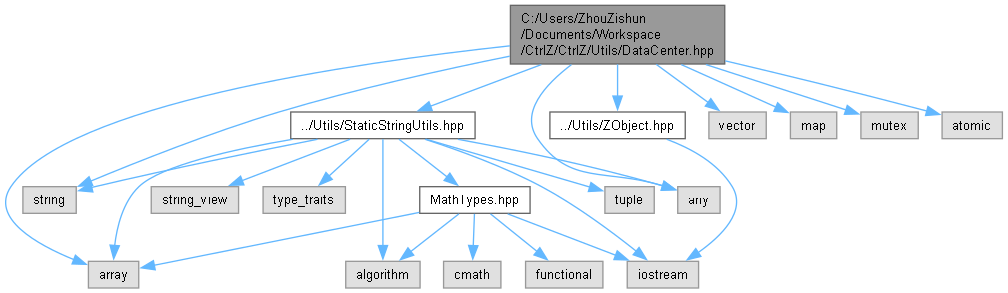 C:/Users/ZhouZishun
/Documents/Workspace
/CtrlZ/CtrlZ/Utils/DataCenter.hpp
../Utils/StaticStringUtils.hpp
../Utils/ZObject.hpp
vector
map
mutex
atomic
string
string_view
type_traits
MathTypes.hpp
tuple
any
array
algorithm
cmath
functional
iostream